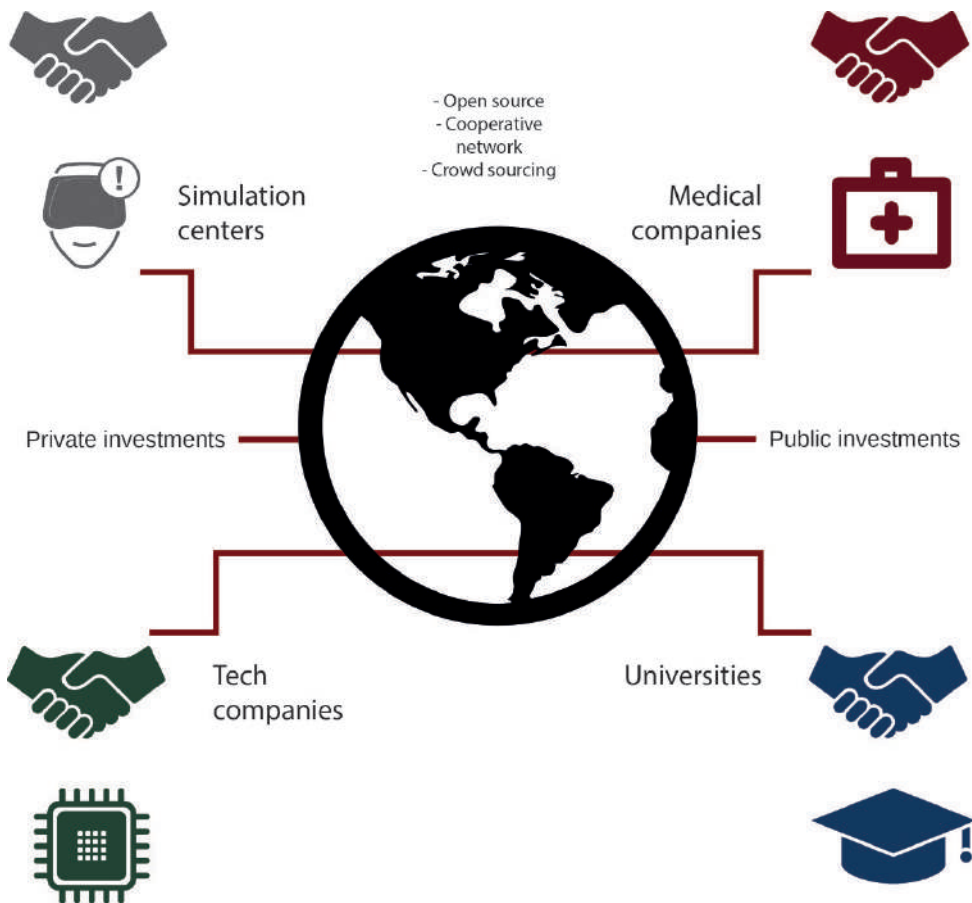 - Open source
- Cooperative
network
- Crowd sourcing
Simulation
centers
Medical
companies
Private investments
Public investments
Tech
companies
Universities